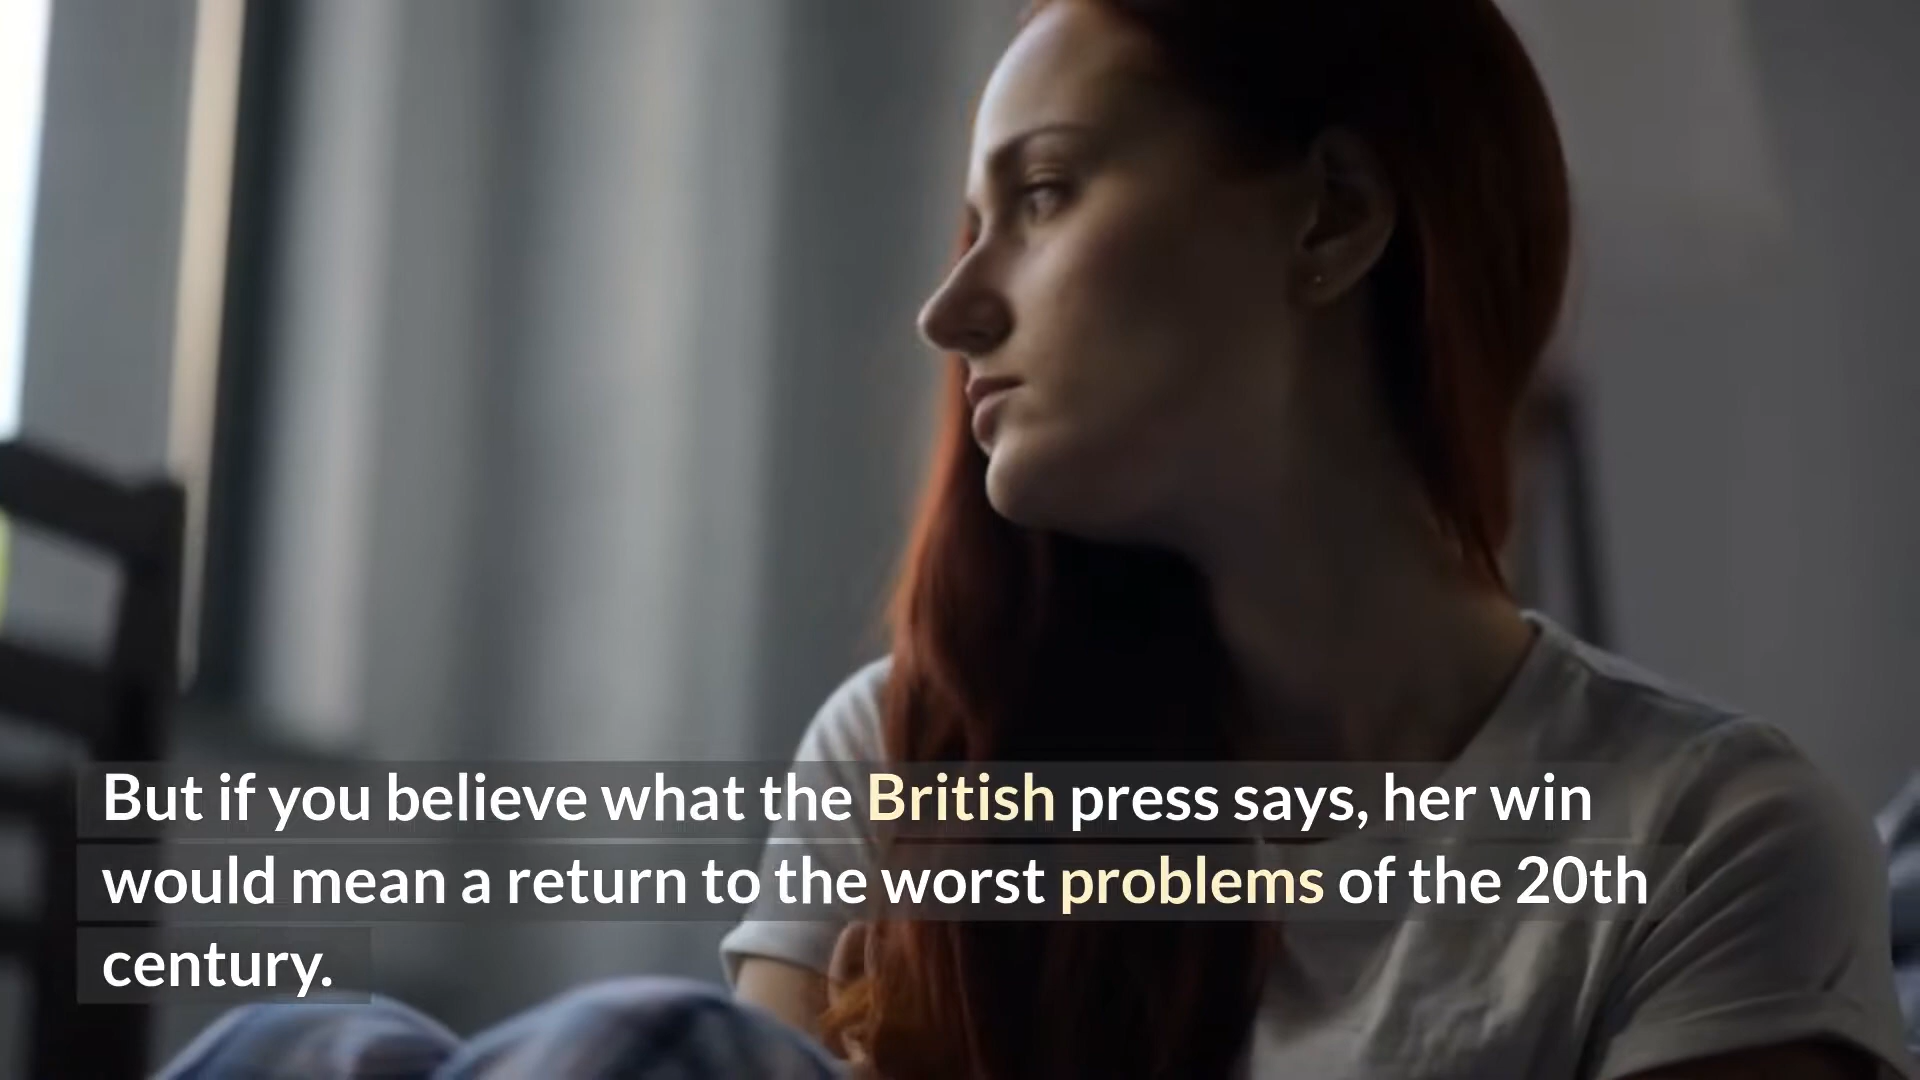 But if you believe what the British press says, her win
would mean a return to the worst problems of the 20th
century.